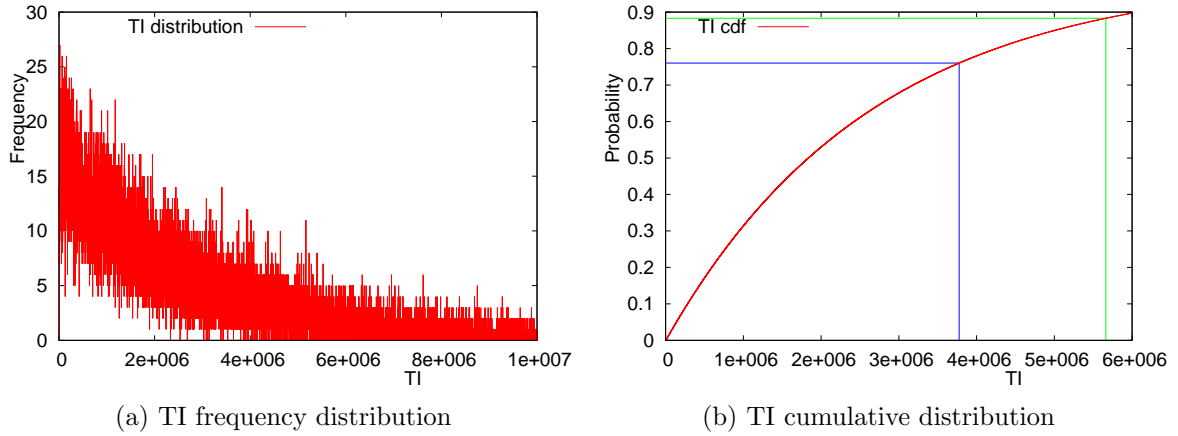 TI distribution
30
25
20
15
10
5
0
Frequency
0 2e+006 4e+006 6e+006 8e+006 1e+007
TI
(a) TI frequency distribution
TI cdf
0.9
0.8
0.7
0.6
0.5
0.4
0.3
0.2
0.1
0
Probability
0 1e+006 2e+006 3e+006 4e+006 5e+006 6e+006
TI
(b) TI cumulative distribution